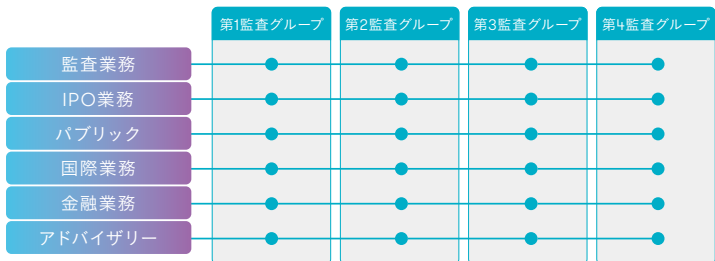 第1監査グループ
第2監査グループ
第3監査グループ
第4監査グループ
監査業務
IPO業務
パブリック
国際業務
金融業務
アドバイザリー